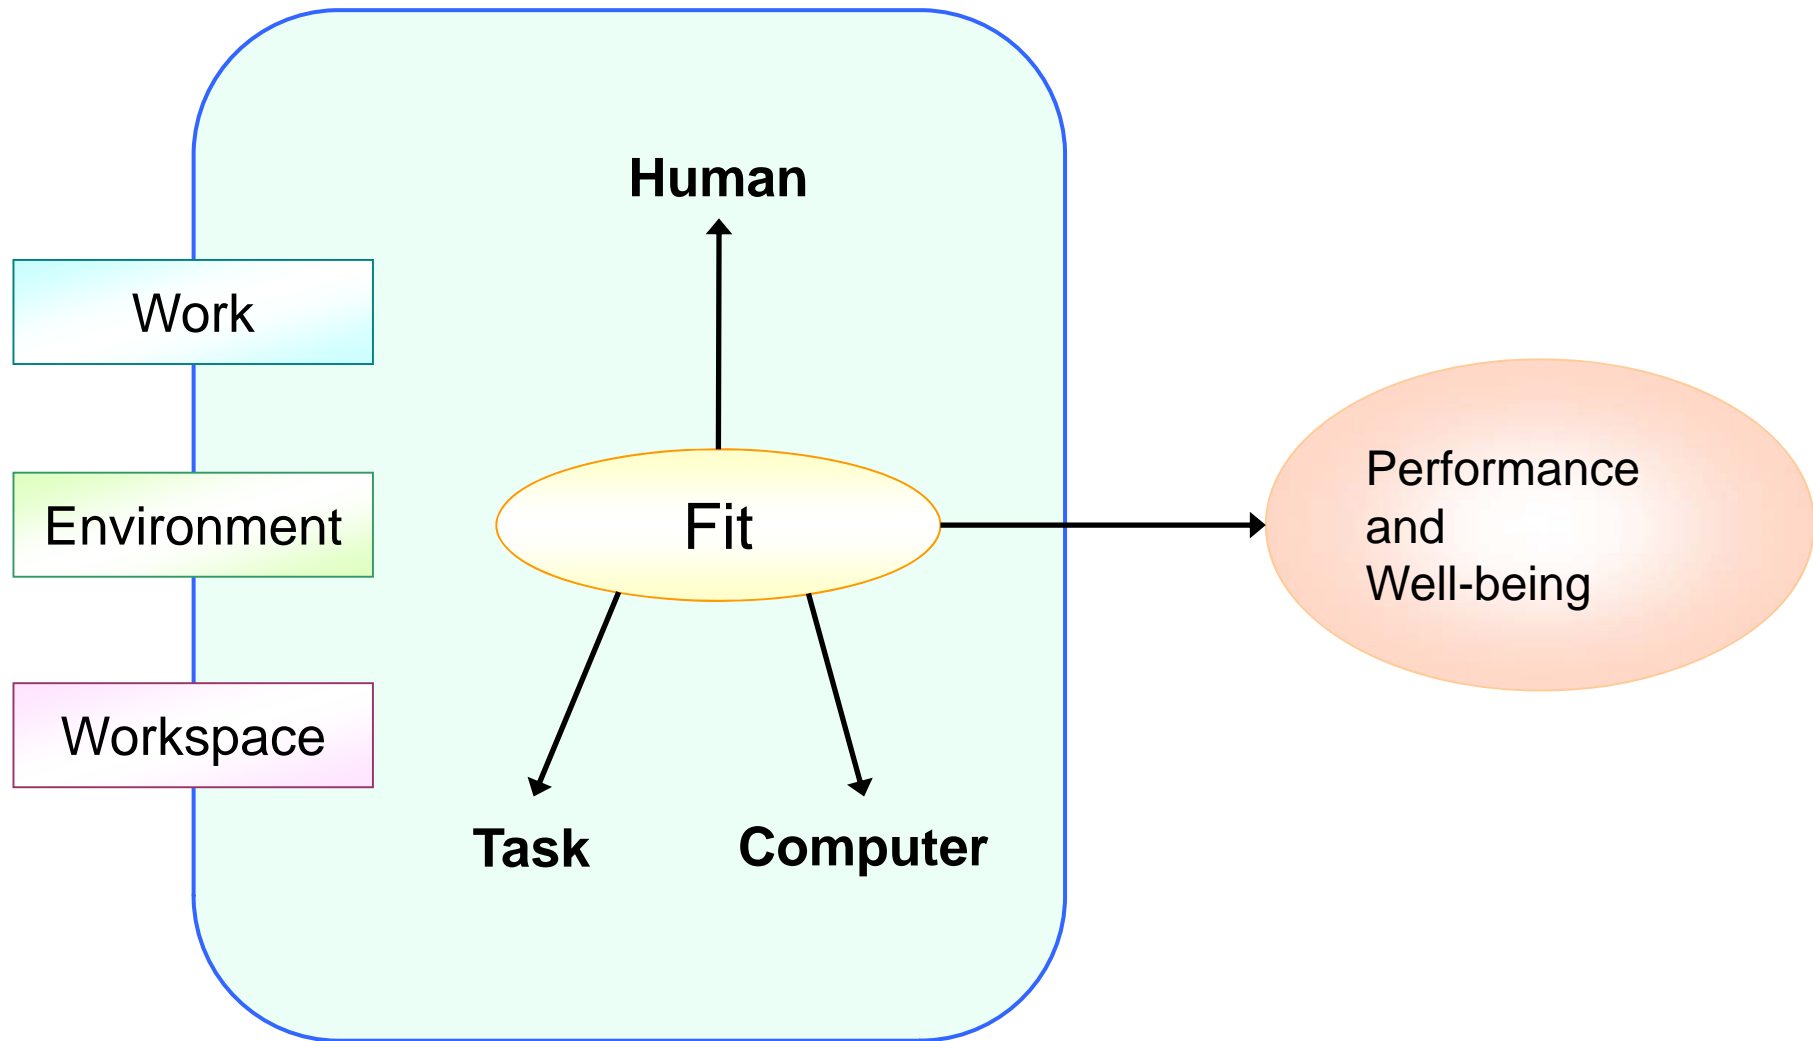 Human
Work
Environment
Workspace
Fit
Task
Computer
Performance
and
Well-being